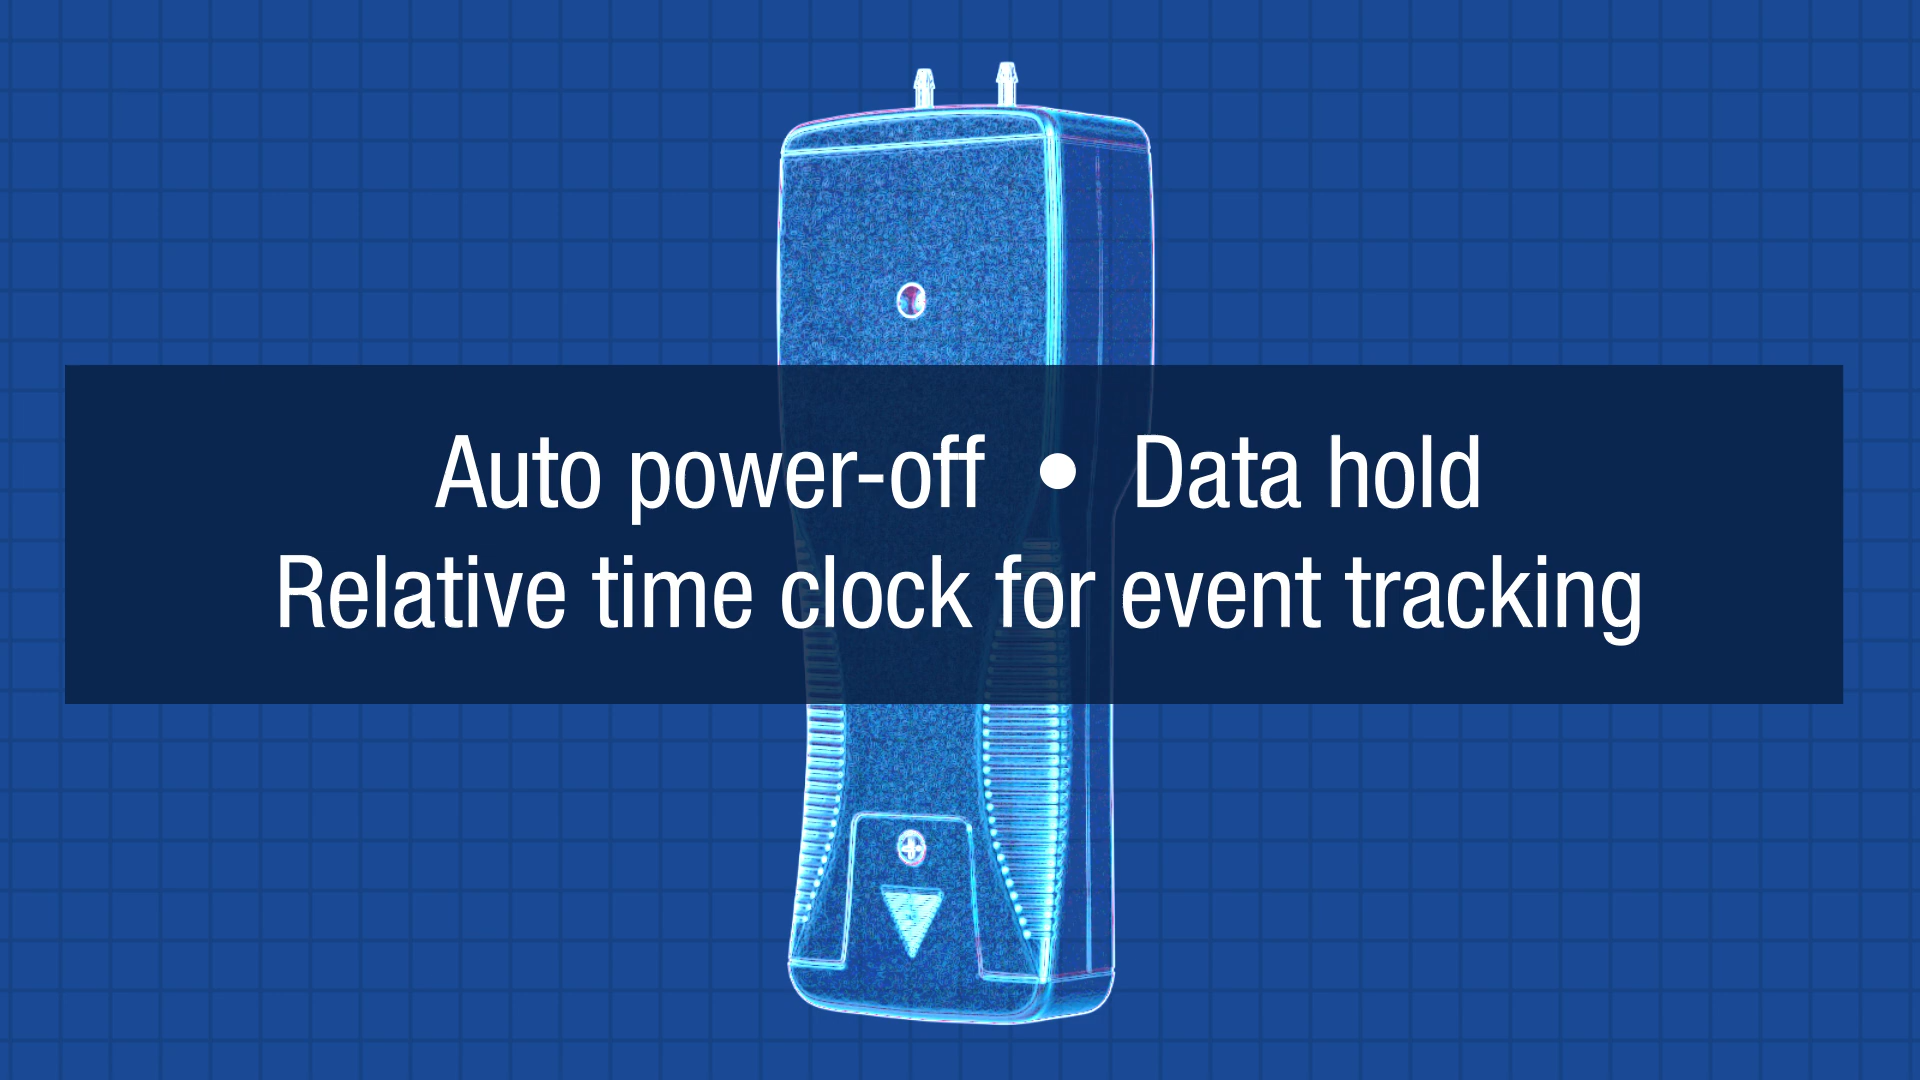 Auto power-off • Data hold
Relative time clock for event tracking